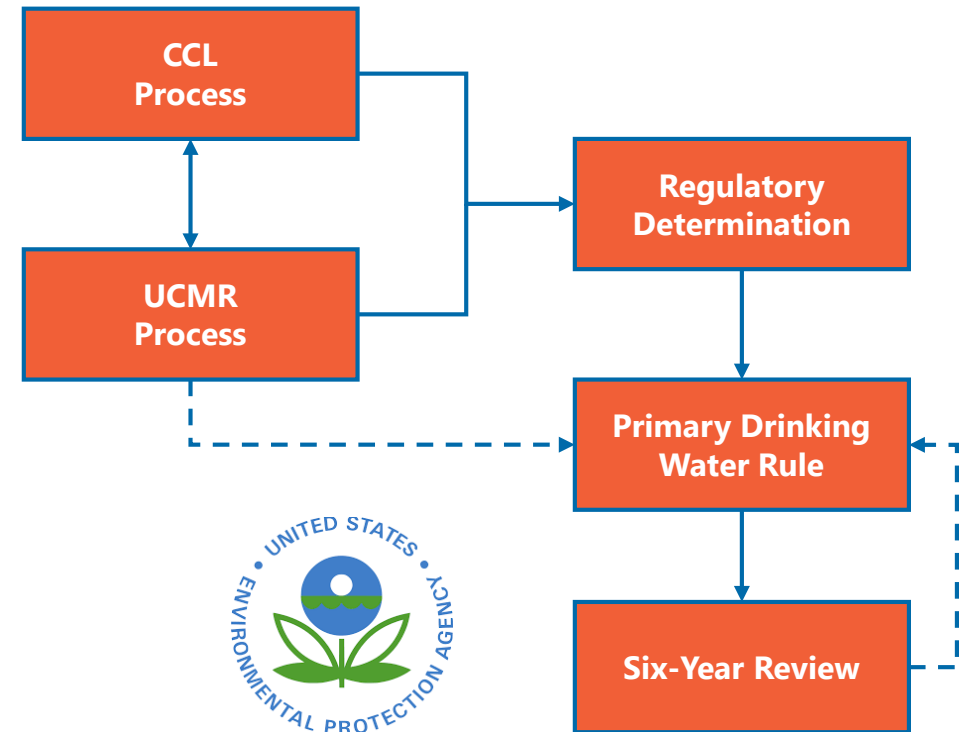 CCL
Process
Regulatory
Determination
UCMR
Process
Primary Drinking
Water Rule
UNITED STATES • ENVIRONMENTAL PROTECTION AGENCY •
Six-Year Review